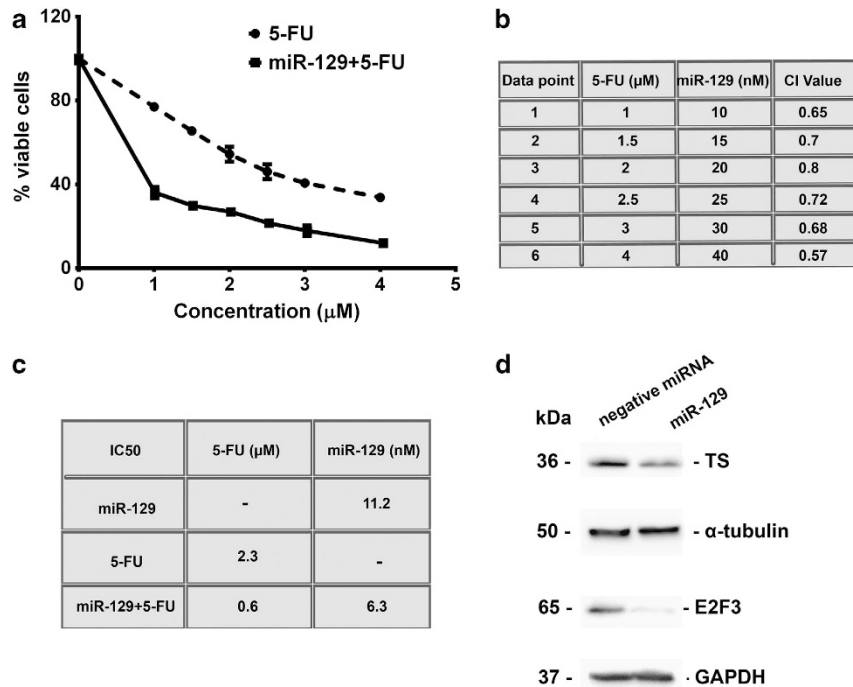 a
120
80
40
0
% viable cells
5-FU
miR-129+5-FU
0 1 2 3 4 5
Concentration (μM)
b
Data point 5-FU (μM) miR-129 (nM) CI Value
1 1 10 0.65
2 1.5 15 0.7
3 2 20 0.8
4 2.5 25 0.72
5 3 30 0.68
6 4 40 0.57
c
IC50 5-FU (μM) miR-129 (nM)
miR-129 - 11.2
5-FU 2.3 -
miR-129+5-FU 0.6 6.3
d
kDa negative miRNA miR-129
36 - - TS
50 - - α-tubulin
65 - - E2F3
37 - - GAPDH